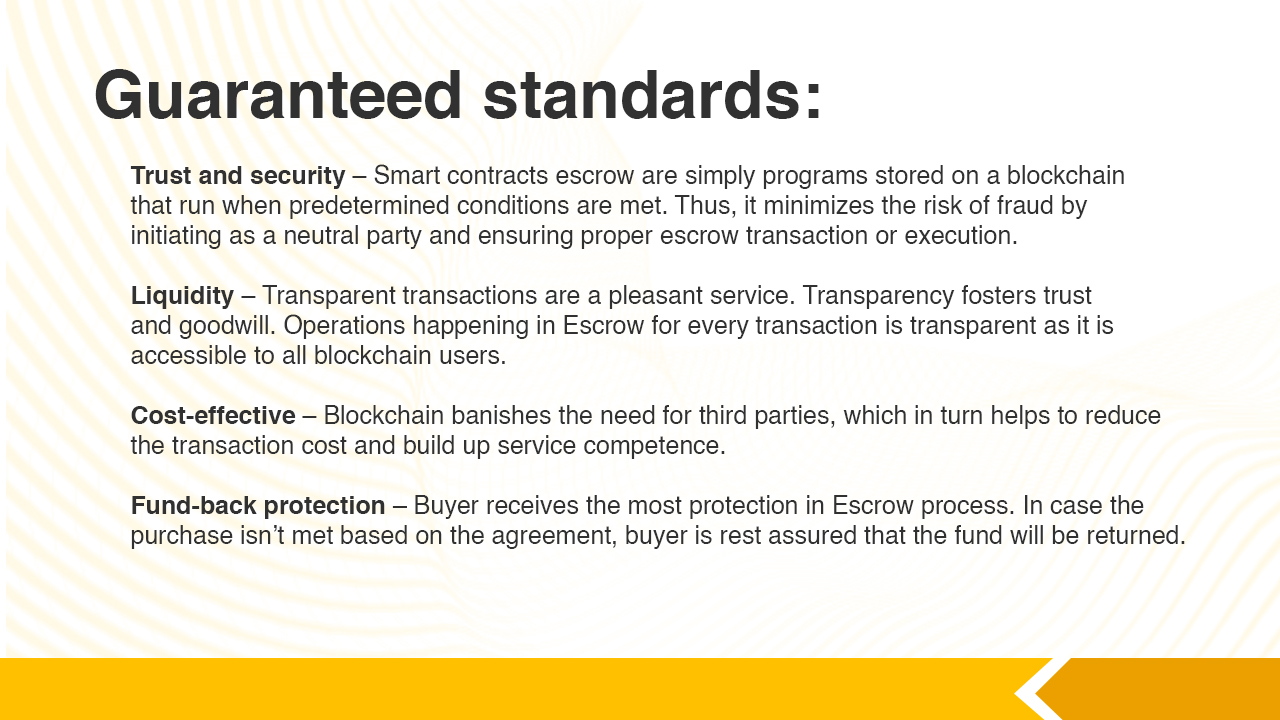 Guaranteed standards:
Trust and security – Smart contracts escrow are simply programs stored on a blockchain
that run when predetermined conditions are met. Thus, it minimizes the risk of fraud by
initiating as a neutral party and ensuring proper escrow transaction or execution.
Liquidity – Transparent transactions are a pleasant service. Transparency fosters trust
and goodwill. Operations happening in Escrow for every transaction is transparent as it is
accessible to all blockchain users.
Cost-effective – Blockchain banishes the need for third parties, which in turn helps to reduce
the transaction cost and build up service competence.
Fund-back protection – Buyer receives the most protection in Escrow process. In case the
purchase isn’t met based on the agreement, buyer is rest assured that the fund will be returned.